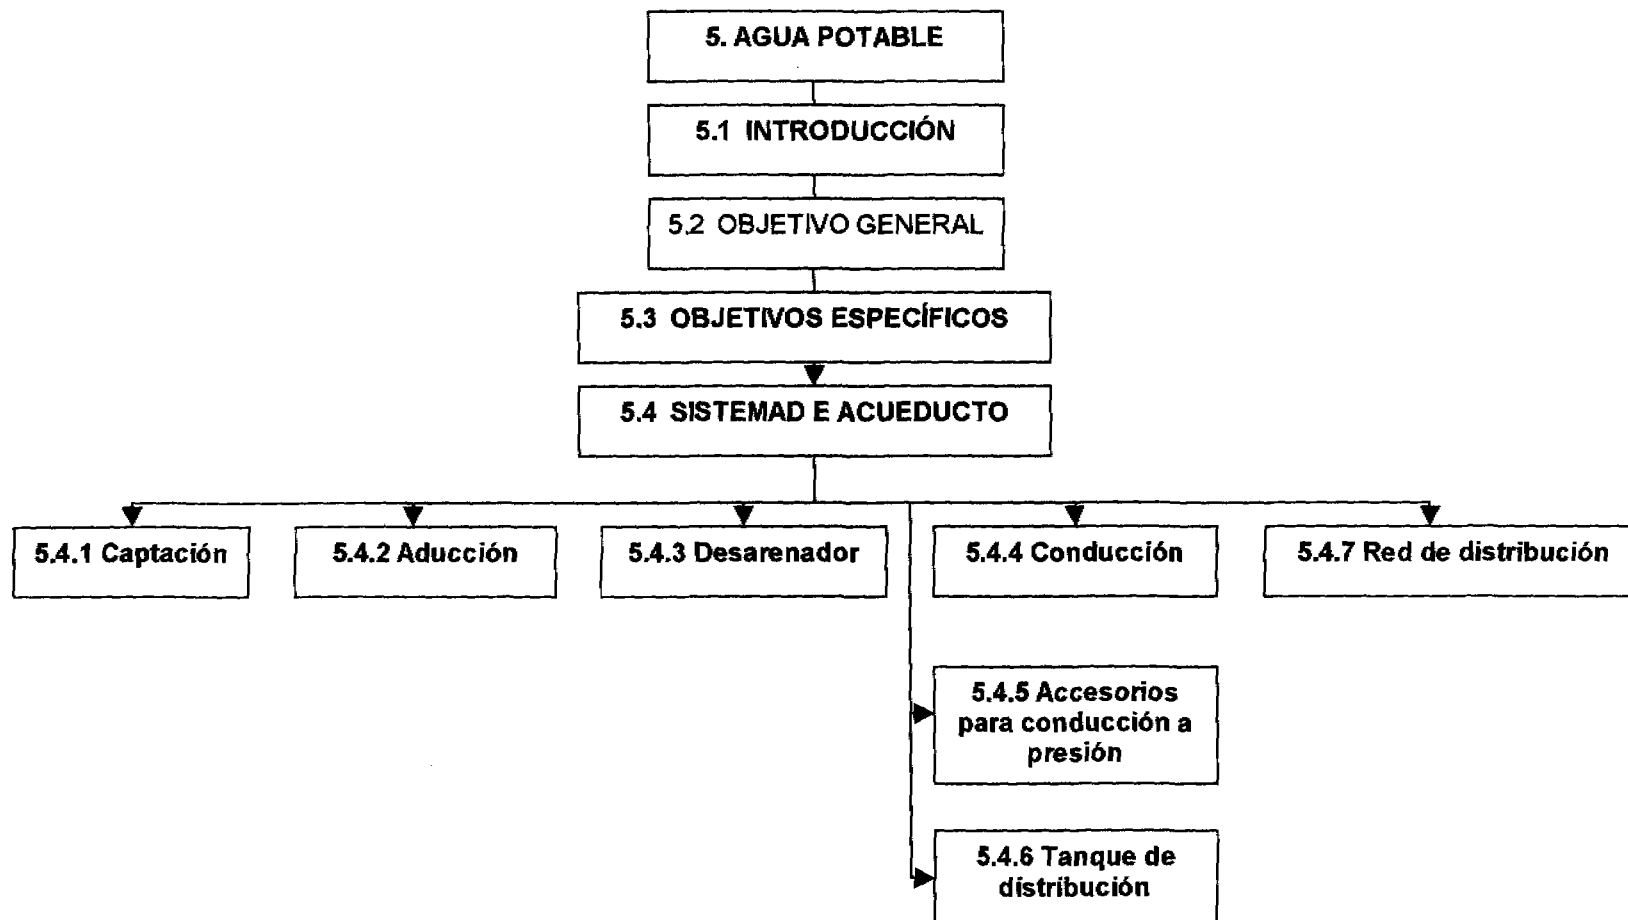 5. AGUA POTABLE
5.1 INTRODUCCIÓN
5.2 OBJETIVO GENERAL
5.3 OBJETIVOS ESPECÍFICOS
5.4 SISTEMAD E ACUEDUCTO
5.4.1 Captación
5.4.2 Aducción
5.4.3 Desarenador
5.4.4 Conducción
5.4.7 Red de distribución
5.4.5 Accesorios
para conducción a
presión
5.4.6 Tanque de
distribución